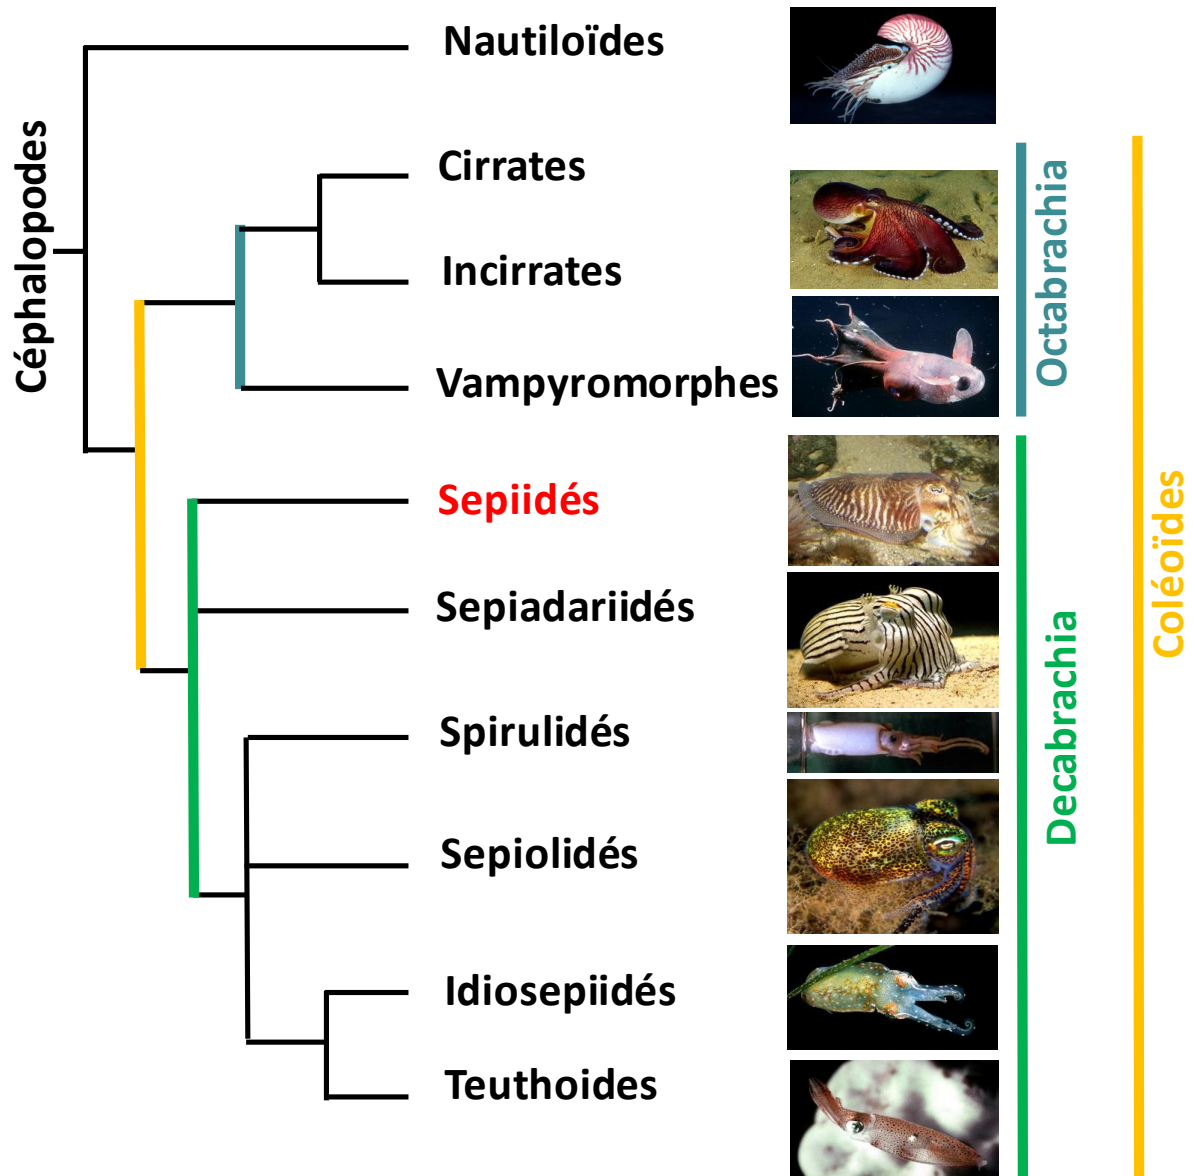 Céphalopodes
Nautiloïdes
Cirrates
Incirrates
Vampyromorphes
Sepiidés
Sepiadariidés
Spirulidés
Sepiolidés
Idiosepiidés
Teuthoides
Octabrachia
Decabrachia
Coléoïdes